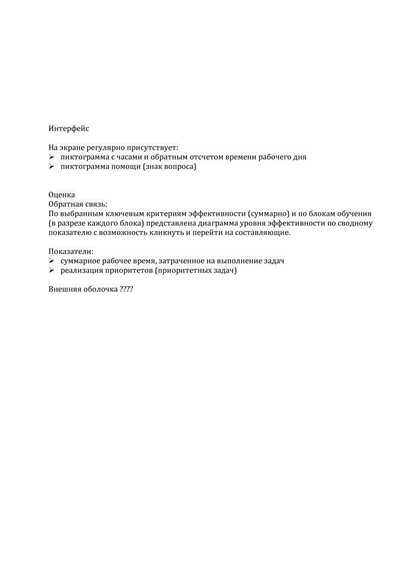 Интерфейс
На экране регулярно присутствует:
➢ пиктограмма с часами и обратным отсчетом времени рабочего дня
➢ пиктограмма помощи (знак вопроса)
Оценка
Обратная связь:
По выбранным ключевым критериям эффективности (суммарно) и по блокам обучения
(в разрезе каждого блока) представлена диаграмма уровня эффективности по сводному
показателю с возможность кликнуть и перейти на составляющие.
Показатели:
➢ суммарное рабочее время, затраченное на выполнение задач
➢ реализация приоритетов (приоритетных задач)
Внешняя оболочка ????